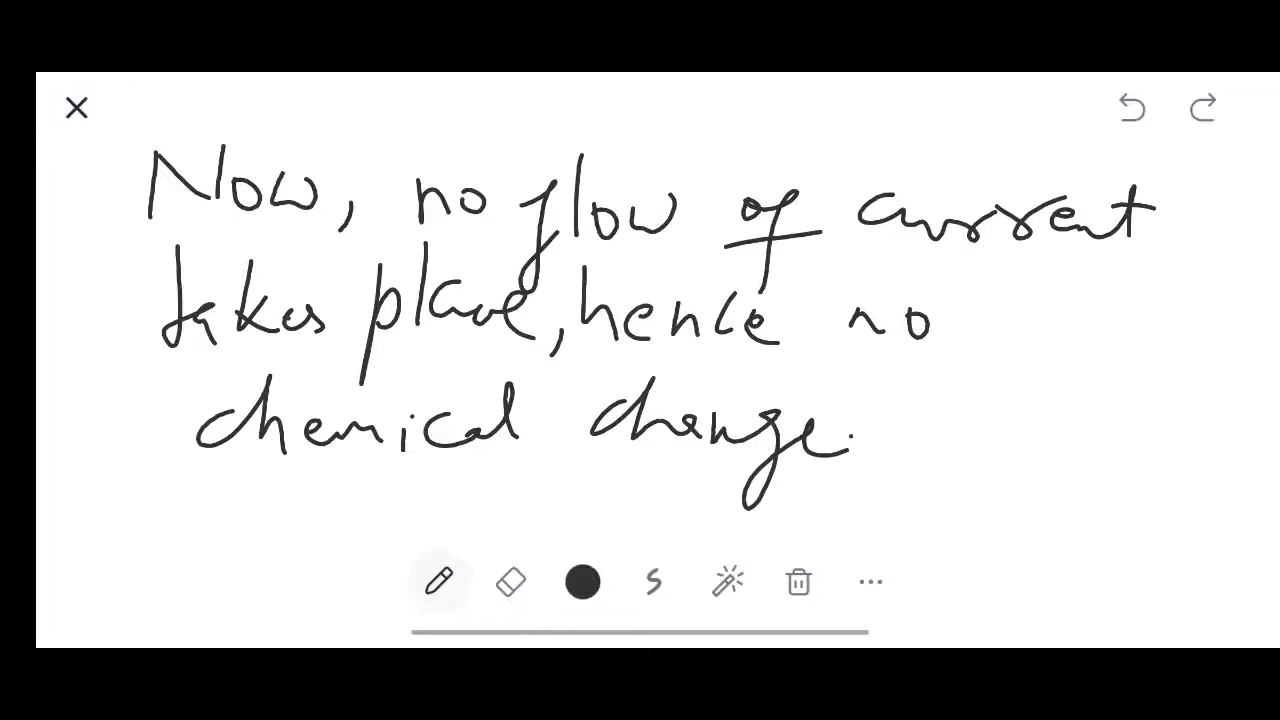 Now, no flow of current
takes place, hence no
chemical change.